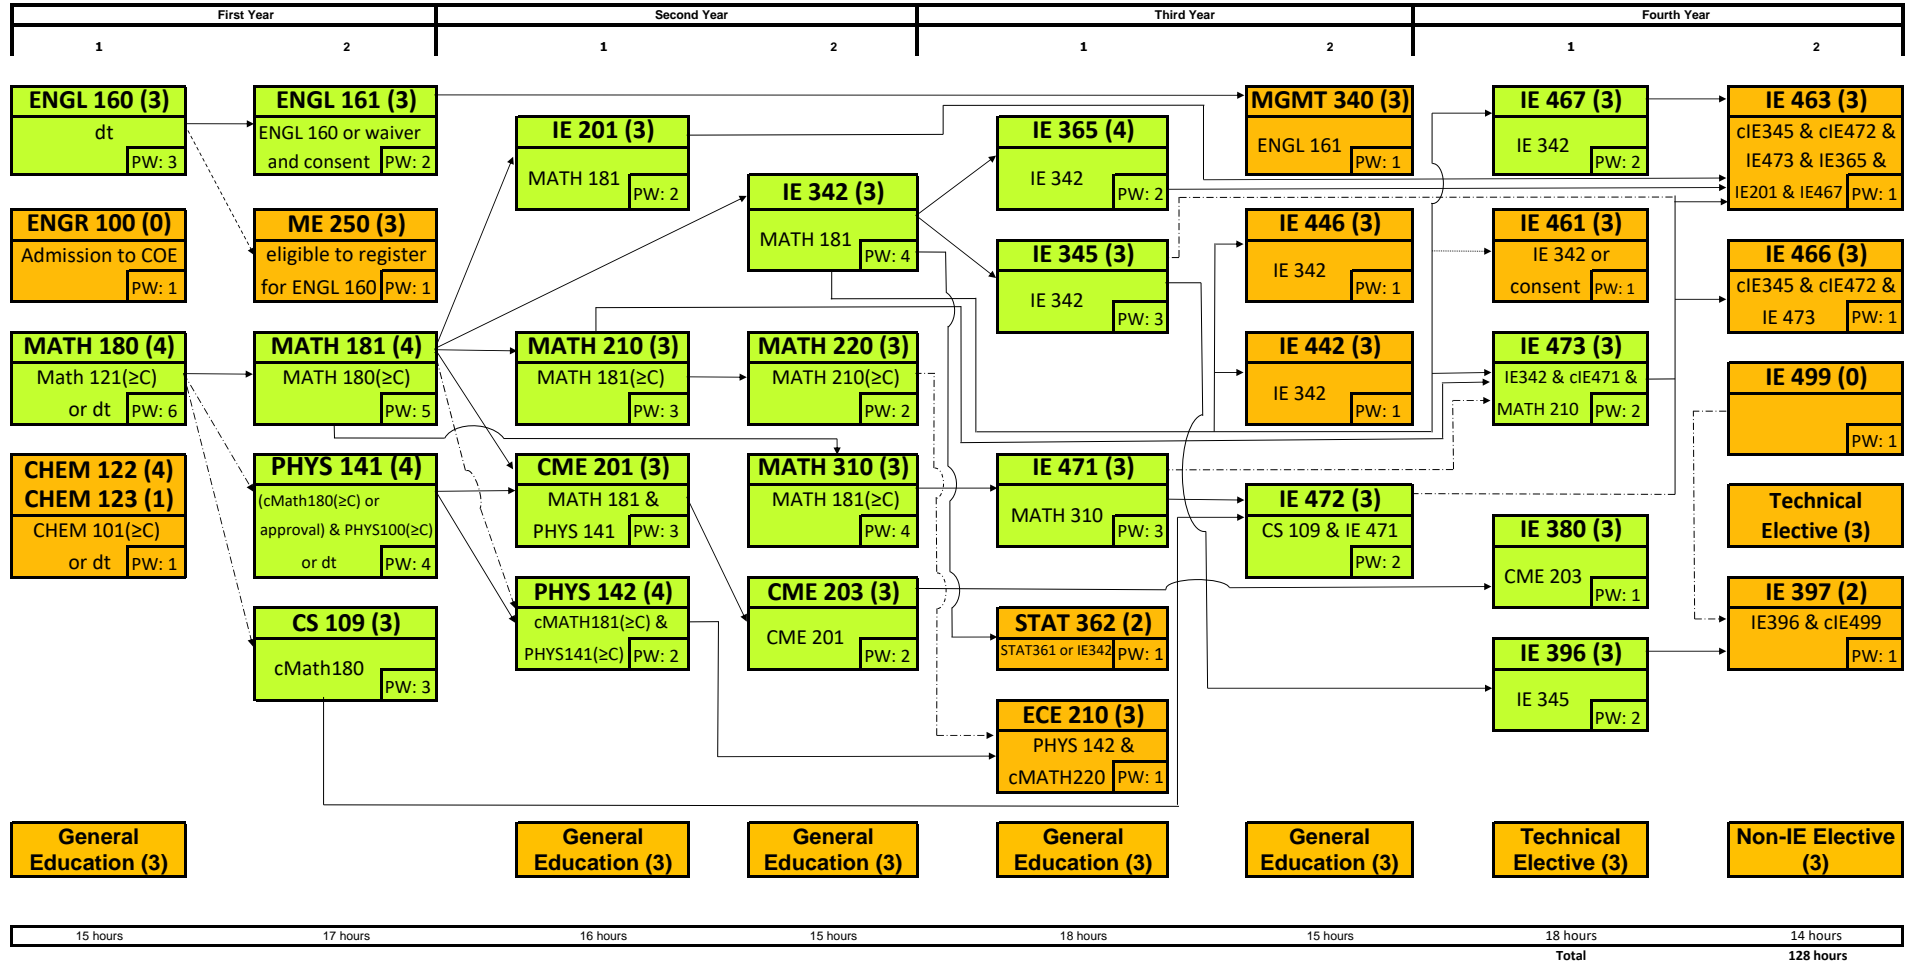 First Year
Second Year
Third Year
Fourth Year
1
2
1
2
1
2
1
2
ENGL 160 (3)
dt
PW: 3
ENGR 100 (0)
Admission to COE
PW: 1
MATH 180 (4)
Math 121(≥C)
or dt
PW: 6
CHEM 122 (4)
CHEM 123 (1)
CHEM 101(≥C)
or dt
PW: 1
General
Education (3)
ENGL 161 (3)
ENGL 160 or waiver
and consent
PW: 2
ME 250 (3)
eligible to register
for ENGL 160
PW: 1
MATH 181 (4)
MATH 180(≥C)
PW: 5
PHYS 141 (4)
(cMath180(≥C) or
approval) & PHYS100(≥C)
or dt
PW: 4
CS 109 (3)
cMath180
PW: 3
IE 201 (3)
MATH 181
PW: 2
MATH 210 (3)
MATH 181(≥C)
PW: 3
CME 201 (3)
MATH 181 &
PHYS 141
PW: 3
PHYS 142 (4)
cMATH181(≥C) &
PHYS141(≥C)
PW: 2
General
Education (3)
IE 342 (3)
MATH 181
PW: 4
MATH 220 (3)
MATH 210(≥C)
PW: 2
MATH 310 (3)
MATH 181(≥C)
PW: 4
CME 203 (3)
CME 201
PW: 2
General
Education (3)
IE 365 (4)
IE 342
PW: 2
IE 345 (3)
IE 342
PW: 3
IE 471 (3)
MATH 310
PW: 3
STAT 362 (2)
STAT361 or IE342
PW: 1
ECE 210 (3)
PHYS 142 &
cMATH220
PW: 1
General
Education (3)
MGMT 340 (3)
ENGL 161
PW: 1
IE 446 (3)
IE 342
PW: 1
IE 442 (3)
IE 342
PW: 1
IE 472 (3)
CS 109 & IE 471
PW: 2
General
Education (3)
IE 467 (3)
IE 342
PW: 2
IE 461 (3)
IE 342 or
consent
PW: 1
IE 473 (3)
IE342 & cIE471 &
MATH 210
PW: 2
IE 380 (3)
CME 203
PW: 1
IE 396 (3)
IE 345
PW: 2
Technical
Elective (3)
IE 463 (3)
cIE345 & cIE472 &
IE473 & IE365 &
IE201 & IE467
PW: 1
IE 466 (3)
cIE345 & cIE472 &
IE 473
PW: 1
IE 499 (0)
PW: 1
Technical
Elective (3)
IE 397 (2)
IE396 & cIE499
PW: 1
Non-IE Elective
(3)
15 hours
17 hours
16 hours
15 hours
18 hours
15 hours
18 hours
14 hours
Total
128 hours